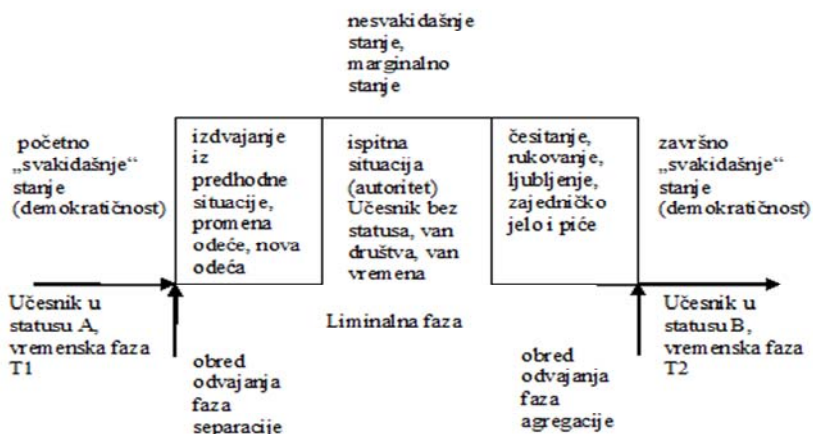 nesvakidašnje
stanje,
marginalno
stanje
početno
„svakidašnje“
stanje
(demokratičnost)
izdvajanje
iz
predhodne
situacije,
promena
odeće, nova
odeća
ispitna
situacija
(autoritet)
Učesnik bez
statusa, van
društva, van
vremena
česitanje,
rukovanje,
ljubljenje,
zajedničko
jelo i piće
završno
„svakidašnje“
stanje
(demokratičnost)
Učesnik u
statusu A,
vremenska faza
T1
Liminalna faza
Učesnik u
statusu B,
vremenska faza
T2
obred
odvajanja
faza
separacije
obred
odvajanja
faza
agregacije